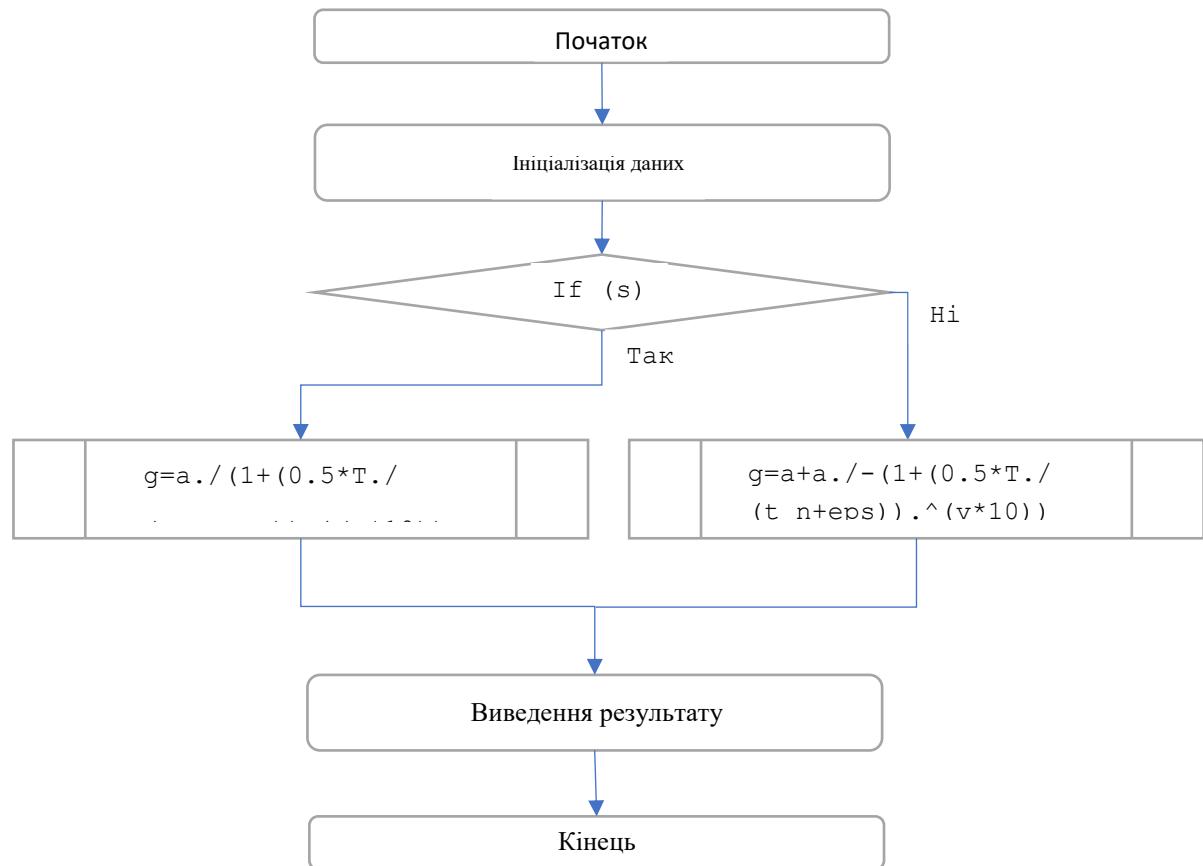 Початок
Ініціалізація даних
If (s)
Ні
Так
g=a./(1+(0.5*T./
g=a+a./-(1+(0.5*T./
(t_n+eps)).^(v*10))
Виведення результату
Кінець